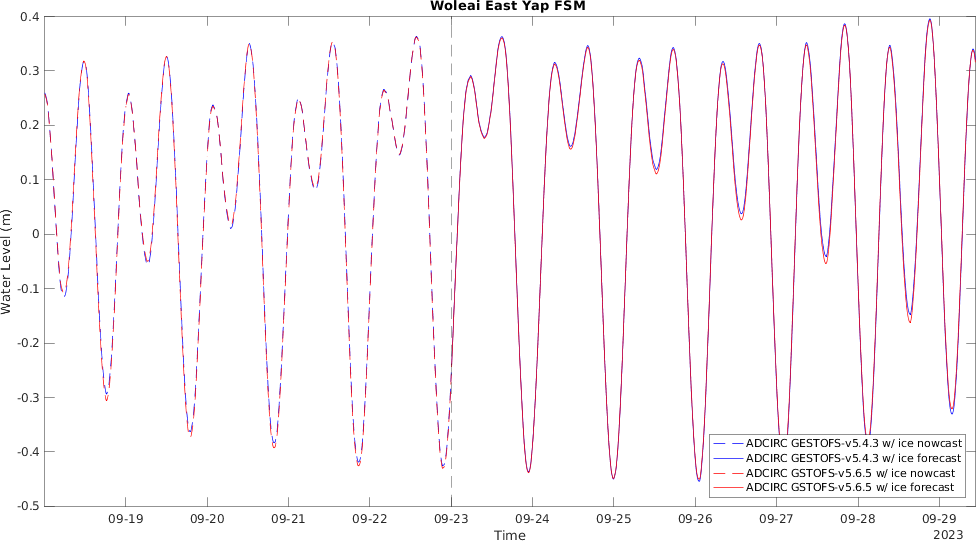 Woleai East Yap FSM
0.4
0.3
0.2
0.1
0
-0.1
-0.2
-0.3
-0.4
-0.5
Water Level (m)
ADCIRC GESTOFS-v5.4.3 w/ ice nowcast
ADCIRC GESTOFS-v5.4.3 w/ ice forecast
ADCIRC GSTOFS-v5.6.5 w/ ice nowcast
ADCIRC GSTOFS-v5.6.5 w/ ice forecast
09-19 09-20 09-21 09-22 09-23 09-24 09-25 09-26 09-27 09-28 09-29
Time
2023